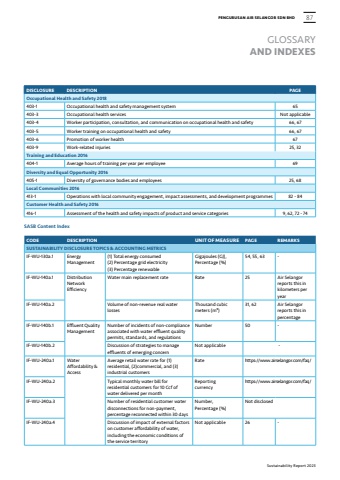 PENGURUSAN AIR SELANGOR SDN BHD 87
GLOSSARY
AND INDEXES
DISCLOSURE DESCRIPTION PAGE
Occupational Health and Safety 2018
403-1 Occupational health and safety management system 65
403-3 Occupational health services Not applicable
403-4 Worker participation, consultation, and communication on occupational health and safety 66, 67
403-5 Worker training on occupational health and safety 66, 67
403-6 Promotion of worker health 67
403-9 Work-related injuries 25, 32
Training and Education 2016
404-1 Average hours of training per year per employee 69
Diversity and Equal Opportunity 2016
405-1 Diversity of governance bodies and employees 25, 68
Local Communities 2016
413-1 Operations with local community engagement, impact assessments, and development programmes 82 - 84
Customer Health and Safety 2016
416-1 Assessment of the health and safety impacts of product and service categories 9, 62, 72 - 74
SASB Content Index
CODE DESCRIPTION UNIT OF MEASURE PAGE REMARKS
SUSTAINABILITY DISCLOSURE TOPICS & ACCOUNTING METRICS
IF-WU-130a.1 Energy (1) Total energy consumed Gigajoules (GJ), 54, 55, 63 -
Management (2) Percentage grid electricity Percentage (%)
(3) Percentage renewable
IF-WU-140a.1 Distribution Water main replacement rate Rate 25 Air Selangor
Network reports this in
Efficiency kilometers per
year
IF-WU-140a.2 Volume of non-revenue real water Thousand cubic 31, 62 Air Selangor
losses meters (m³) reports this in
percentage
IF-WU-140b.1 Effluent Quality Number of incidents of non-compliance Number 50 -
Management associated with water effluent quality
permits, standards, and regulations
IF-WU-140b.2 Discussion of strategies to manage Not applicable -
effluents of emerging concern
IF-WU-240a.1 Water Average retail water rate for (1) Rate https://www.airselangor.com/faq/
Affordability & residential, (2)commercial, and (3)
Access industrial customers
IF-WU-240a.2 Typical monthly water bill for Reporting https://www.airselangor.com/faq/
residential customers for 10 Ccf of currency
water delivered per month
IF-WU-240a.3 Number of residential customer water Number, Not disclosed
disconnections for non-payment, Percentage (%)
percentage reconnected within 30 days
IF-WU-240a.4 Discussion of impact of external factors Not applicable 26 -
on customer affordability of water,
including the economic conditions of
the service territory